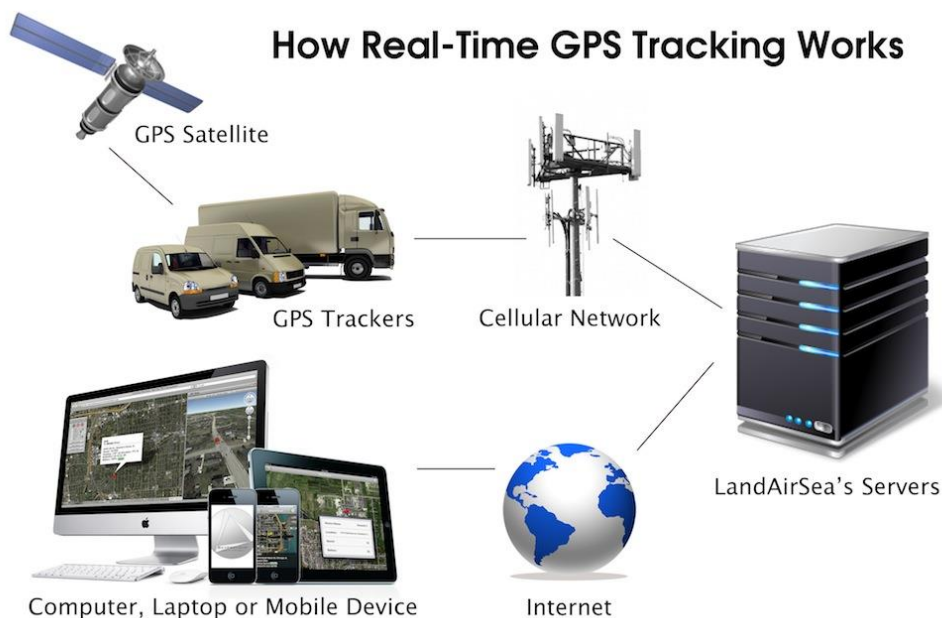 How Real-Time GPS Tracking Works
GPS Satellite
GPS Trackers
Cellular Network
LandAirSea's Servers
Computer, Laptop or Mobile Device
Internet